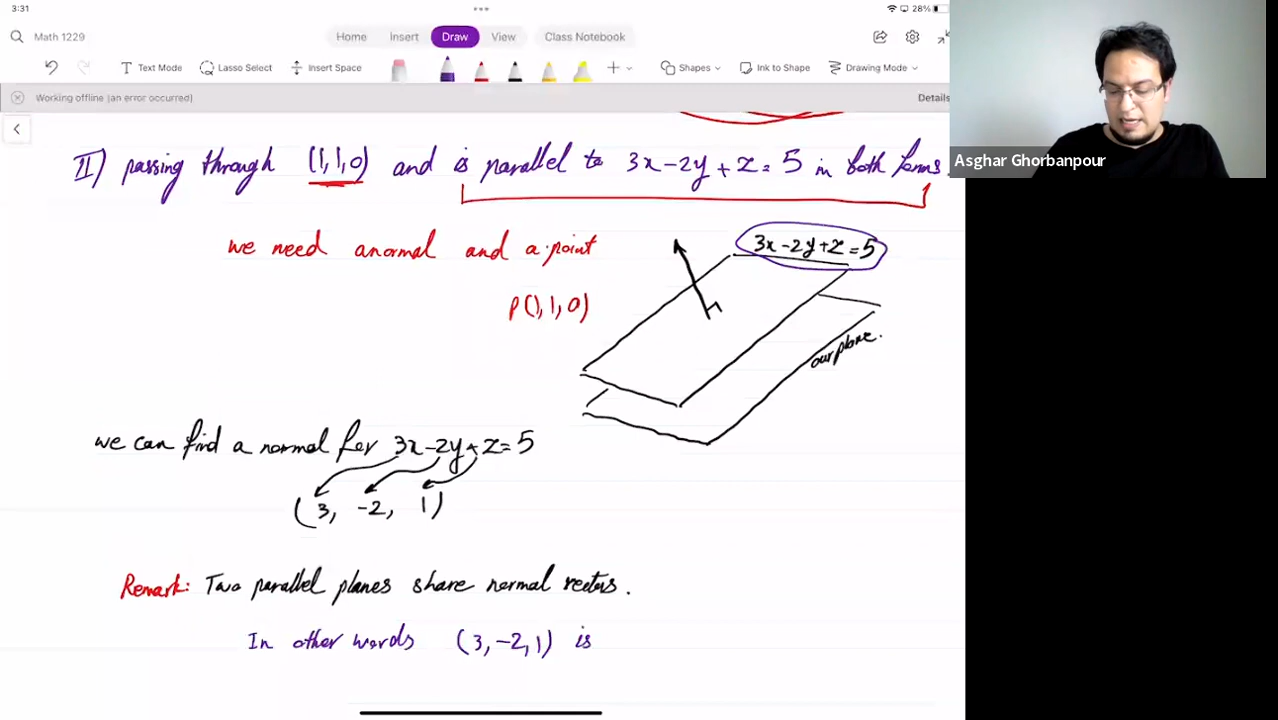 3:31
28%
Math 1229
Home Insert Draw View Class Notebook
Text Mode Lasso Select Insert Space Shapes Ink to Shape Drawing Mode
Working offline (an error occurred)
Details
Asghar Ghorbanpour
II) passing through (1,1,0) and is parallel to 3x-2y+z=5 in both forms.
we need a normal and a point
P(1,1,0)
3x-2y+z=5
our plane.
we can find a normal for 3x-2y+z=5
(3, -2, 1)
Remark: Two parallel planes share normal vectors.
In other words (3,-2,1) is